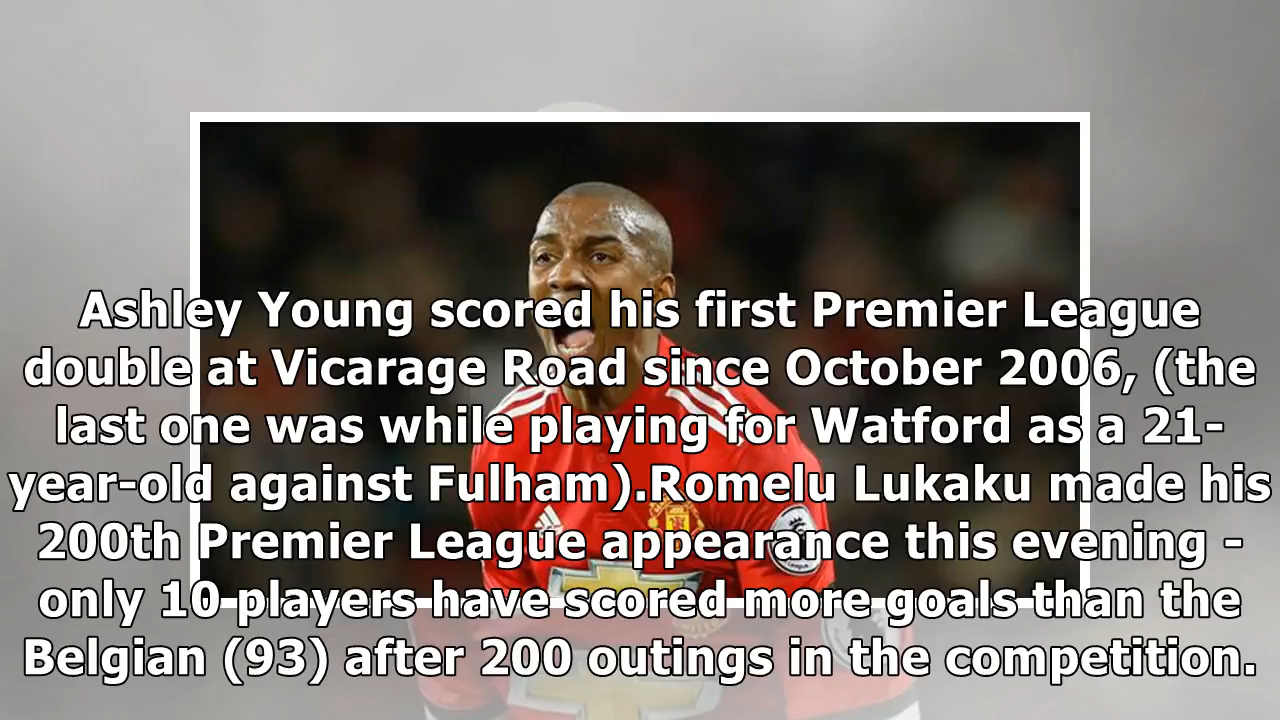 Ashley Young scored his first Premier League
double at Vicarage Road since October 2006, (the
last one was while playing for Watford as a 21-
year-old against Fulham).Romelu Lukaku made his
200th Premier League appearance this evening -
only 10 players have scored more goals than the
Belgian (93) after 200 outings in the competition.